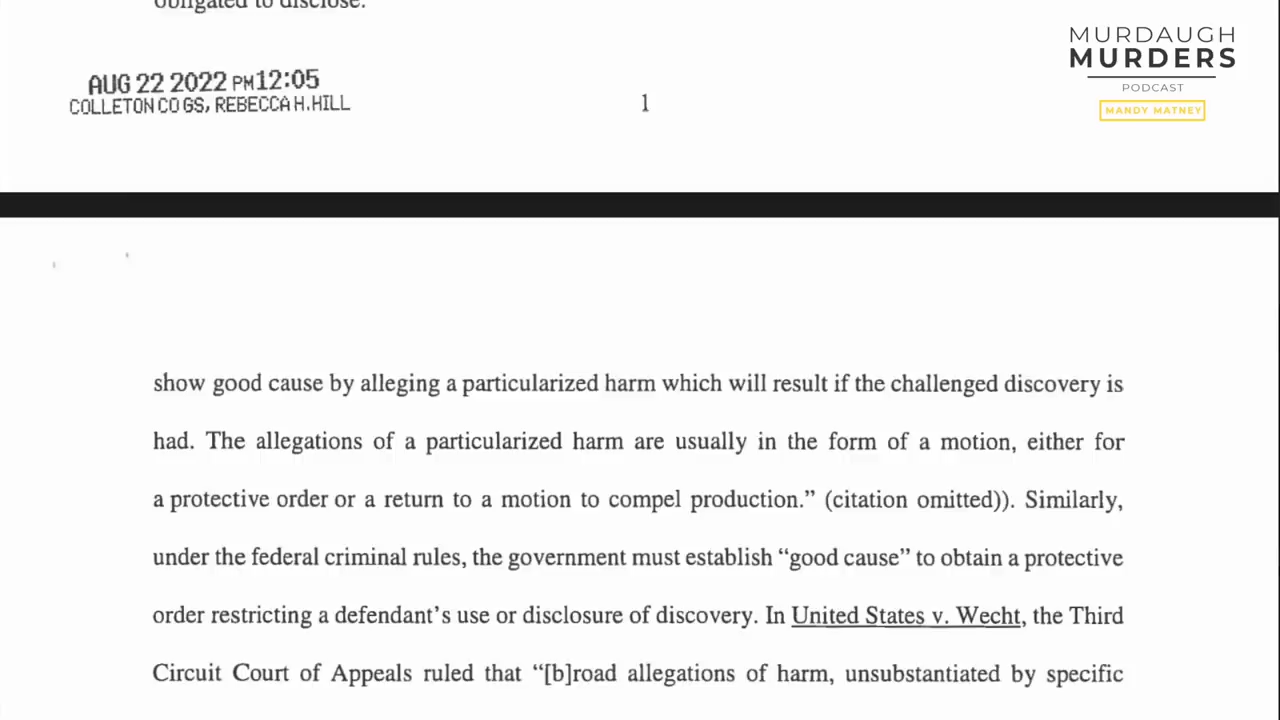 obligated to disclose.
MURDAUGH
MURDERS
PODCAST
MANDY MATNEY
AUG 22 2022 PM 12:05
COLLETON CO GS, REBECCA H. HILL
1
show good cause by alleging a particularized harm which will result if the challenged discovery is
had. The allegations of a particularized harm are usually in the form of a motion, either for
a protective order or a return to a motion to compel production.” (citation omitted)). Similarly,
under the federal criminal rules, the government must establish “good cause” to obtain a protective
order restricting a defendant’s use or disclosure of discovery. In United States v. Wecht, the Third
Circuit Court of Appeals ruled that “[b]road allegations of harm, unsubstantiated by specific